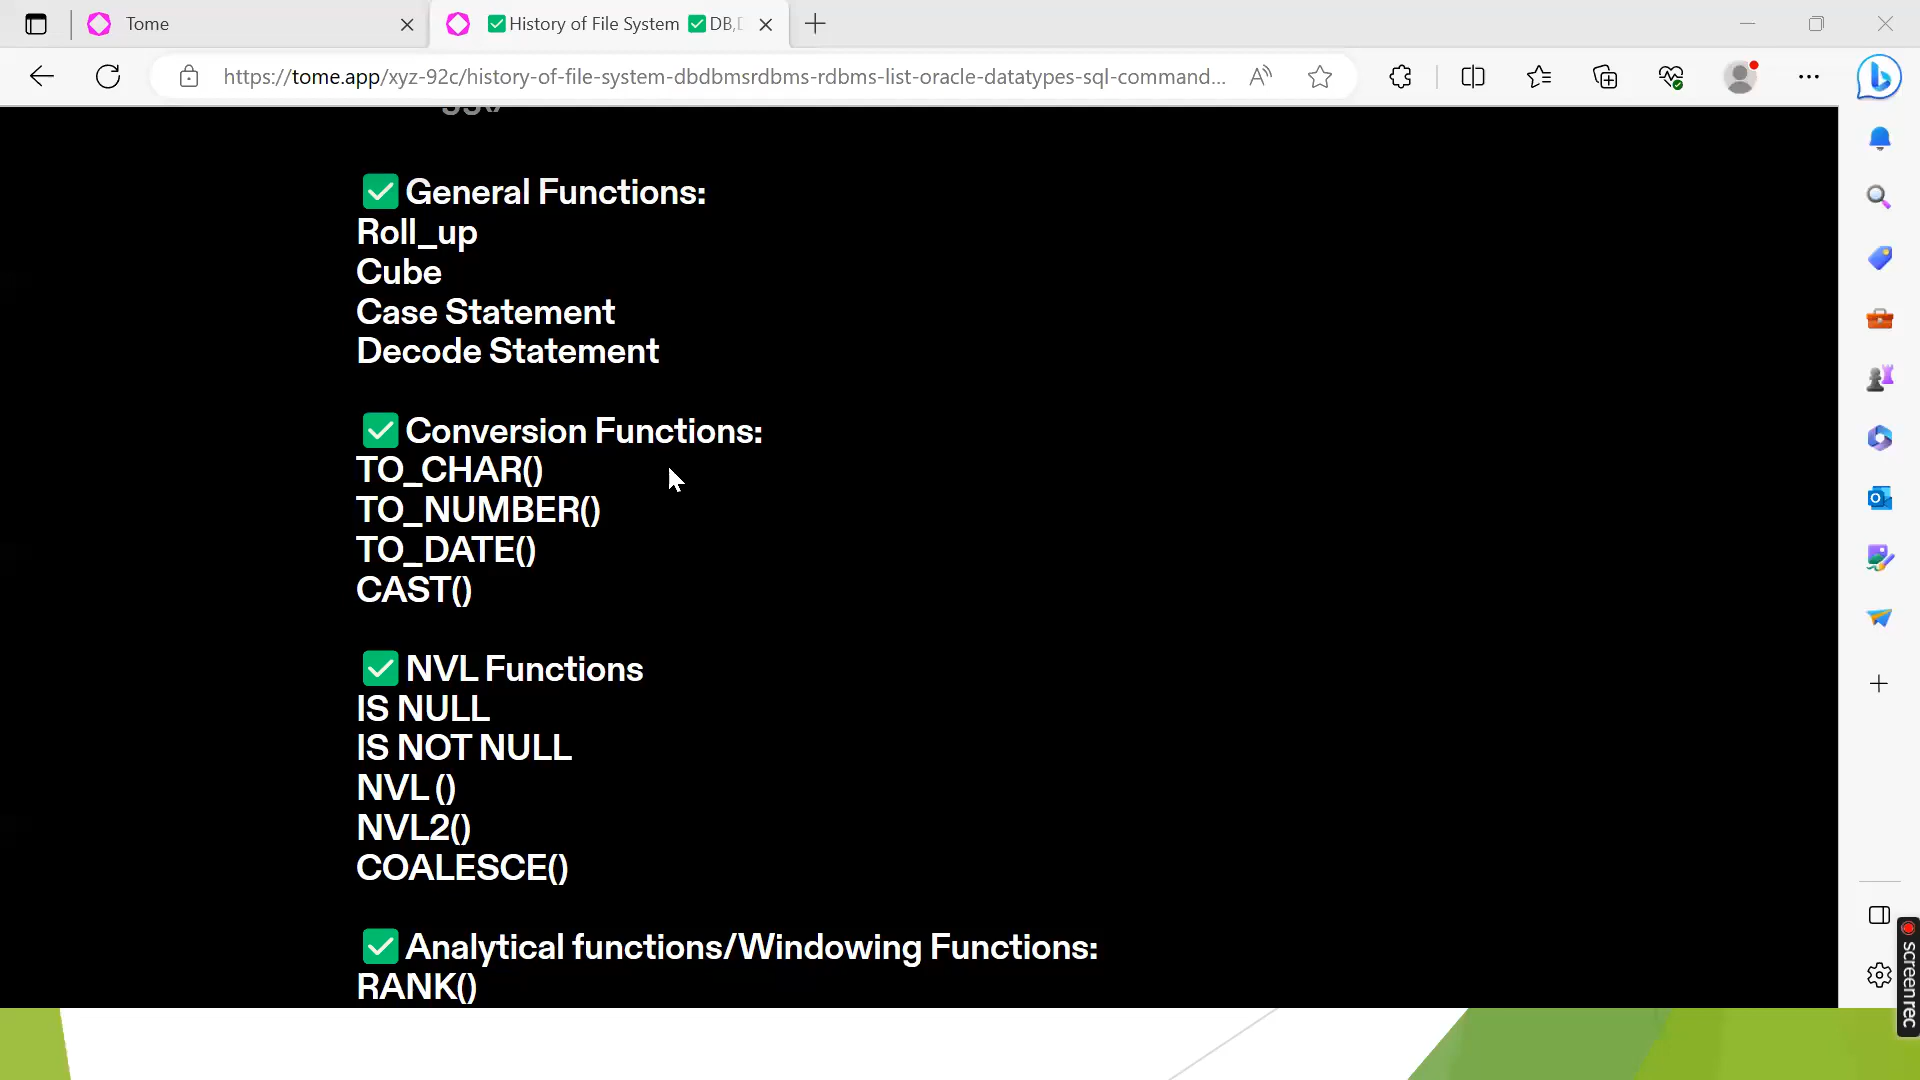 Tome
✅History of File System ✅DB,D
https://tome.app/xyz-92c/history-of-file-system-dbdbmsrdbms-rdbms-list-oracle-datatypes-sql-command...
✅General Functions:
Roll_up
Cube
Case Statement
Decode Statement
✅Conversion Functions:
TO_CHAR()
TO_NUMBER()
TO_DATE()
CAST()
✅NVL Functions
IS NULL
IS NOT NULL
NVL ()
NVL2()
COALESCE()
✅Analytical functions/Windowing Functions:
RANK()
screenrec